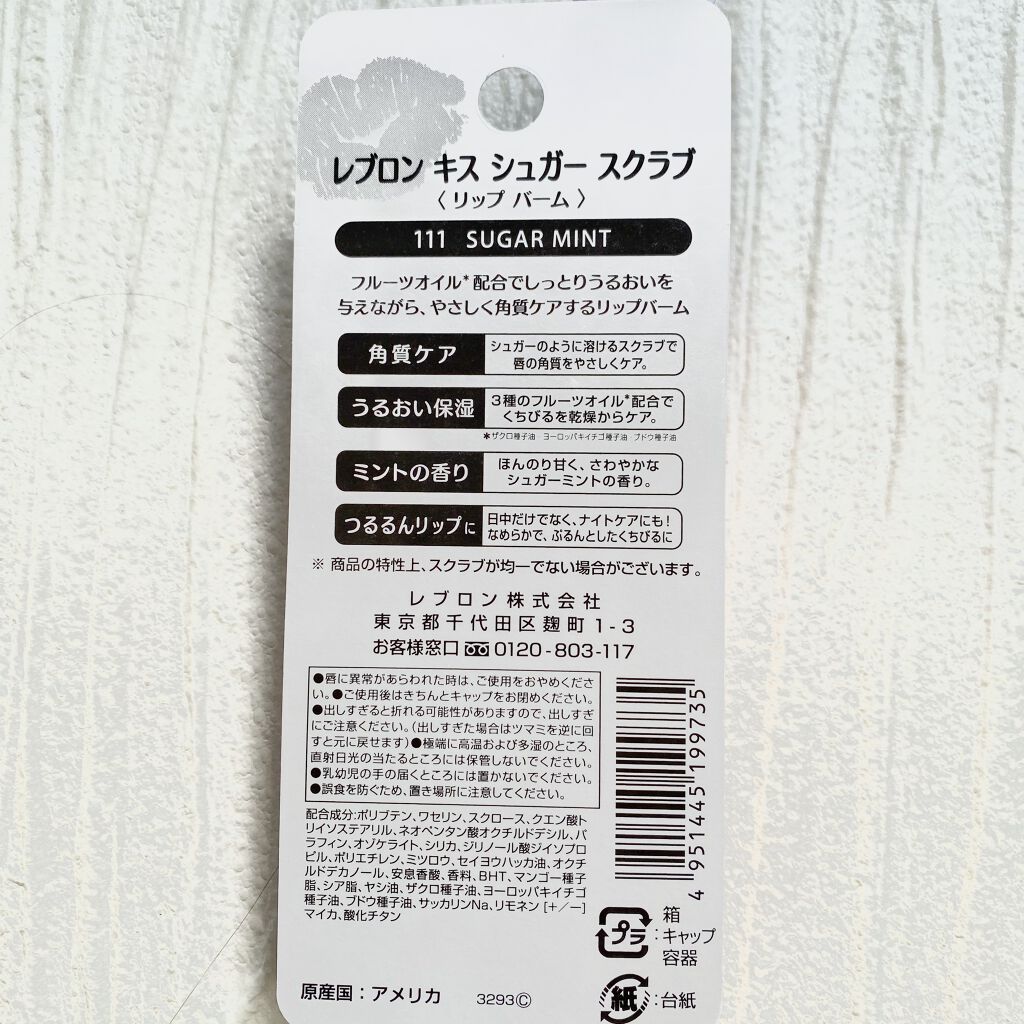 レブロン キス シュガー スクラブ
〈 リップ バーム 〉
111 SUGAR MINT
フルーツオイル*配合でしっとりうるおいを
与えながら、やさしく角質ケアするリップバーム
角質ケア
シュガーのように溶けるスクラブで
唇の角質をやさしくケア。
うるおい保湿
3種のフルーツオイル*配合で
くちびるを乾燥からケア。
*ザクロ種子油・ヨーロッパキイチゴ種子油・ブドウ種子油
ミントの香り
ほんのり甘く、さわやかな
シュガーミントの香り。
つるるんリップに
日中だけでなく、ナイトケアにも!
なめらかで、ぷるんとしたくちびるに
※ 商品の特性上、スクラブが均一でない場合がございます。
レブロン株式会社
東京都千代田区麹町1-3
お客様窓口 0120-803-117
●唇に異常があらわれた時は、ご使用をおやめくださ
い。●ご使用後はきちんとキャップをお閉めください。
●出しすぎると折れる可能性がありますので、出しすぎ
にご注意ください。(出しすぎた場合はツマミを逆に回
すと元に戻せます)●極端に高温および多湿のところ、
直射日光の当たるところには保管しないでください。
●乳幼児の手の届くところには置かないでください。
●誤食を防ぐため、置き場所に注意してください。
配合成分:ポリブテン、ワセリン、スクロース、クエン酸ト
リイソステアリル、ネオペンタン酸オクチルドデシル、パ
ラフィン、オゾケライト、シリカ、ジリノール酸ジイソプロ
ピル、ポリエチレン、ミツロウ、セイヨウハッカ油、オクチ
ルドデカノール、安息香酸、香料、BHT、マンゴー種子
脂、シア脂、ヤシ油、ザクロ種子油、ヨーロッパキイチゴ
種子油、ブドウ種子油、サッカリンNa、リモネン [+/−]
マイカ、酸化チタン
4 951445 199735
プラ
:
箱
キャップ
容器
紙
:台紙
原産国:アメリカ
3293Ⓒ